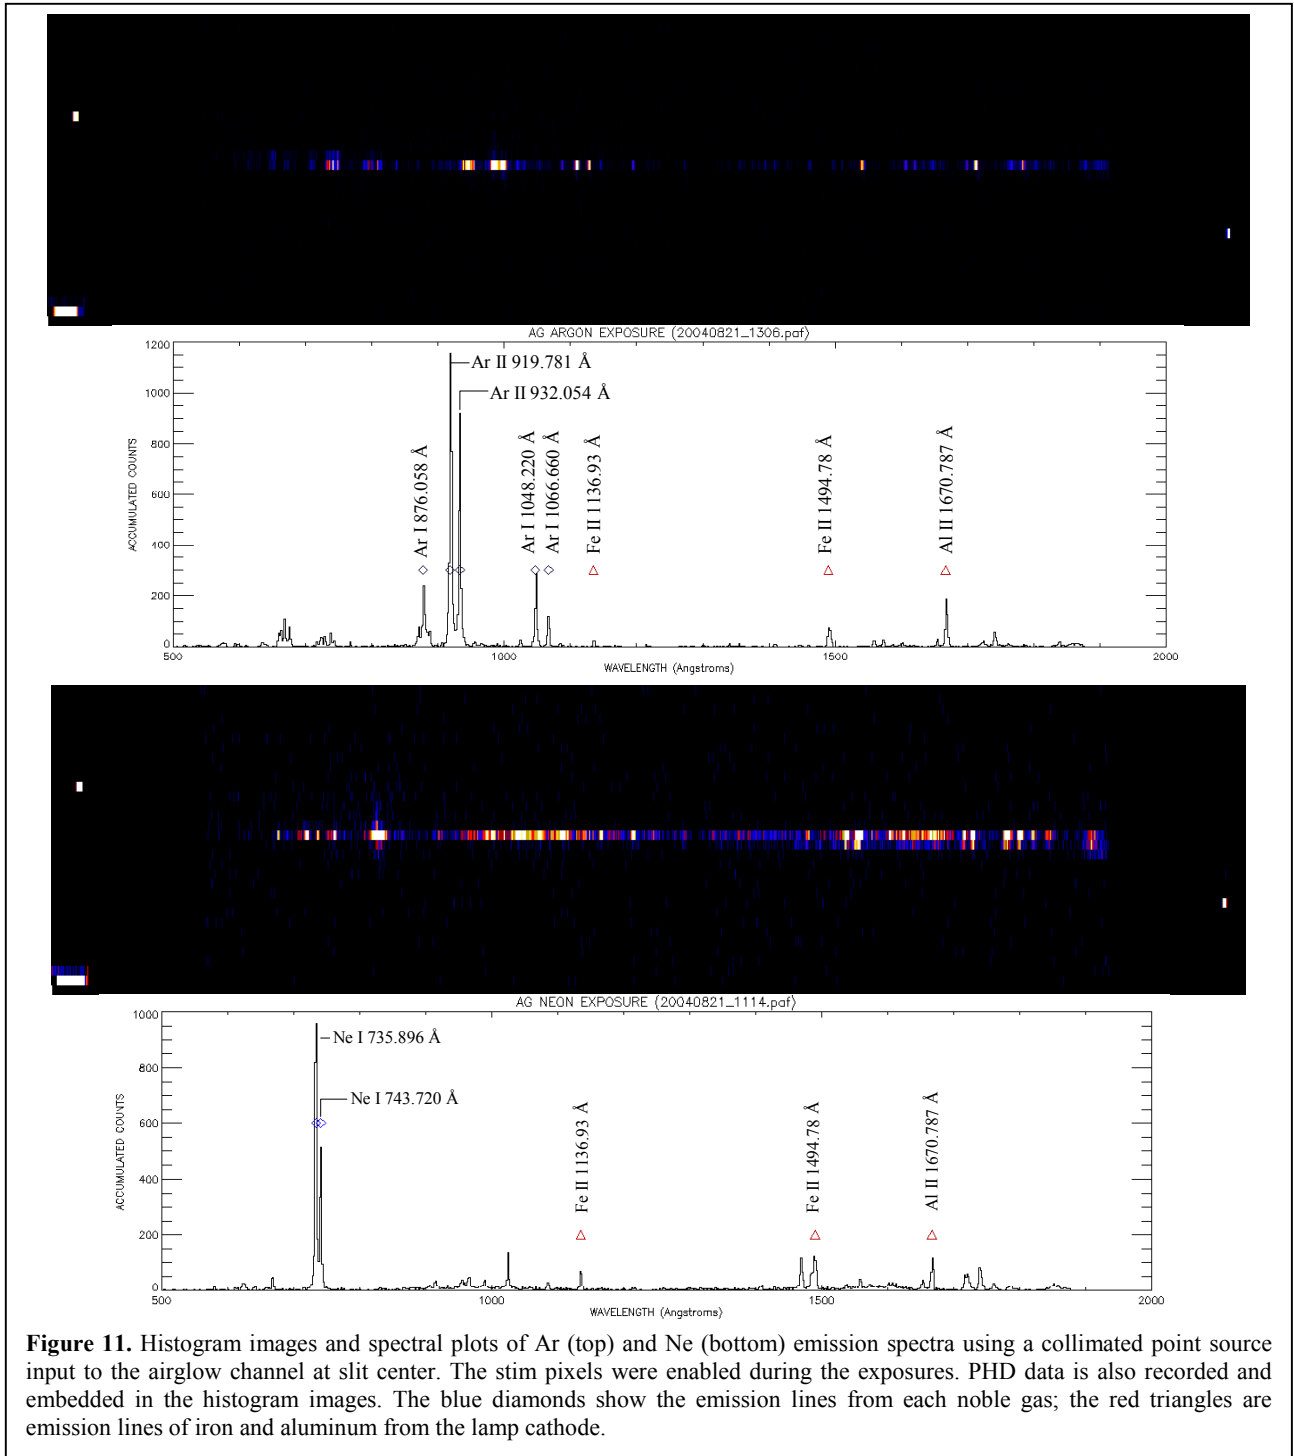 AG ARGON EXPOSURE (20040821_1306.paf)
1200
1000
800
600
400
200
0
ACCUMULATED COUNTS
Ar II 919.781 Å
Ar II 932.054 Å
Ar I 876.058 Å
Ar I 1048.220 Å
Ar I 1066.660 Å
Fe II 1136.93 Å
Fe II 1494.78 Å
Al II 1670.787 Å
500 1000 1500 2000
WAVELENGTH (Angstroms)
AG NEON EXPOSURE (20040821_1114.paf)
1000
800
600
400
200
0
ACCUMULATED COUNTS
Ne I 735.896 Å
Ne I 743.720 Å
Fe II 1136.93 Å
Fe II 1494.78 Å
Al II 1670.787 Å
500 1000 1500 2000
WAVELENGTH (Angstroms)
Figure 11. Histogram images and spectral plots of Ar (top) and Ne (bottom) emission spectra using a collimated point source
input to the airglow channel at slit center. The stim pixels were enabled during the exposures. PHD data is also recorded and
embedded in the histogram images. The blue diamonds show the emission lines from each noble gas; the red triangles are
emission lines of iron and aluminum from the lamp cathode.